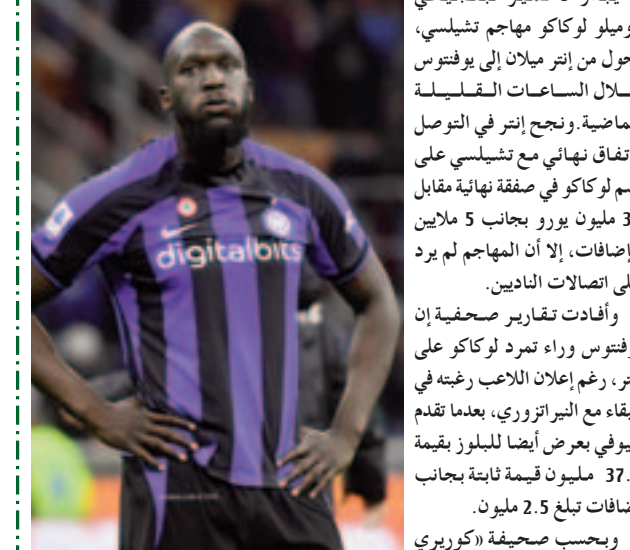 وميلو لوكاكو مهاجم تشيلسي،
حول من إنتر ميلان إلى يوفنتوس
ـلال الساعات القليلة
ماضية. ونجح إنتر في التوصل
تفاق نهائي مع تشيلسي على
سم لوكاكو في صفقة نهائية مقابل
3 مليون يورو بجانب 5 ملايين
إضافات، إلا أن المهاجم لم يرد
لى اتصالات الناديين.
وأفادت تقارير صحفية إن
وفنتوس وراء تمرد لوكاكو على
تر، رغم إعلان اللاعب رغبته في
بقاء مع النيراتزوري، بعدما تقدم
يوفي بعرض أيضا للبلوز بقيمة
37. مليون قيمة ثابتة بجانب
ضافات تبلغ 2.5 مليون.
وبحسب صحيفة «كوريري
digitalbits